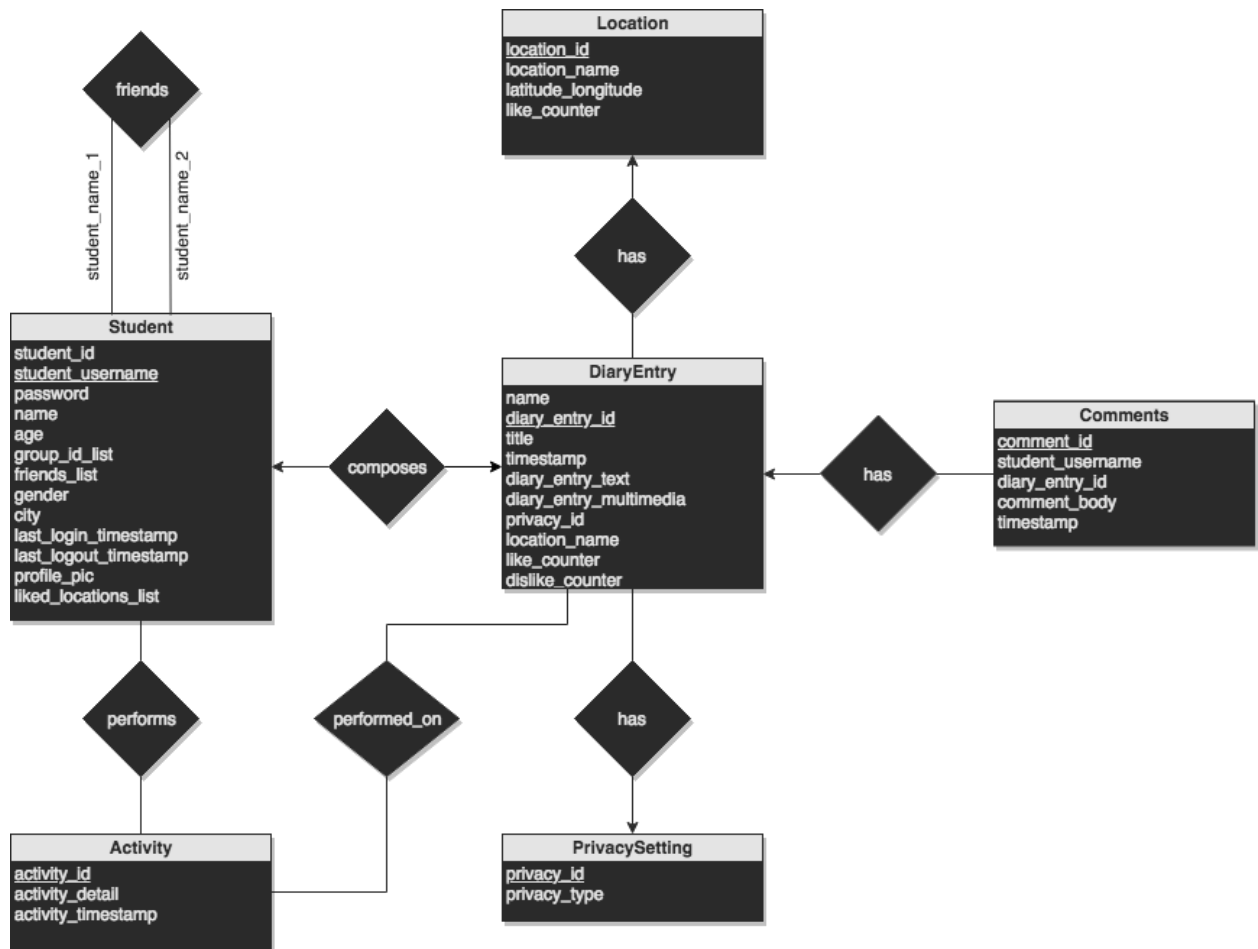 Location
location_id
location_name
latitude_longitude
like_counter
friends
student_name_1
student_name_2
has
Student
student_id
student_username
password
name
age
group_id_list
friends_list
gender
city
last_login_timestamp
last_logout_timestamp
profile_pic
liked_locations_list
composes
DiaryEntry
name
diary_entry_id
title
timestamp
diary_entry_text
diary_entry_multimedia
privacy_id
location_name
like_counter
dislike_counter
has
Comments
comment_id
student_username
diary_entry_id
comment_body
timestamp
performs
performed_on
has
Activity
activity_id
activity_detail
activity_timestamp
PrivacySetting
privacy_id
privacy_type